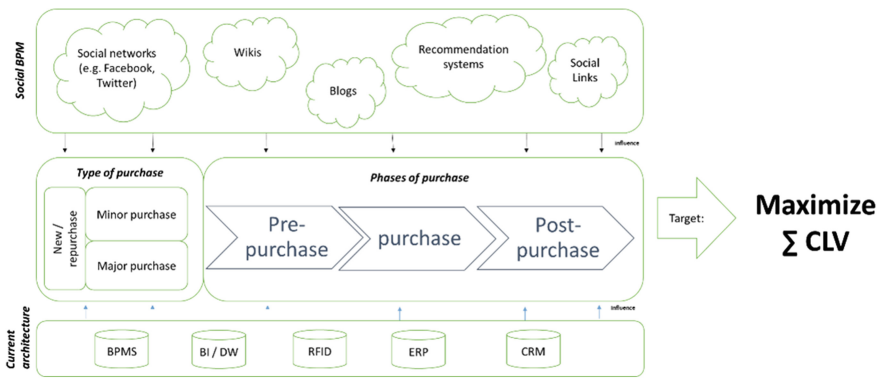 Social BPM
Social networks
(e.g. Facebook,
Twitter)
Wikis
Blogs
Recommendation
systems
Social
Links
influence
Type of purchase
New /
repurchase
Minor purchase
Major purchase
Phases of purchase
Pre-
purchase
purchase
Post-
purchase
Target:
Maximize
∑ CLV
influence
Current
architecture
BPMS
BI / DW
RFID
ERP
CRM